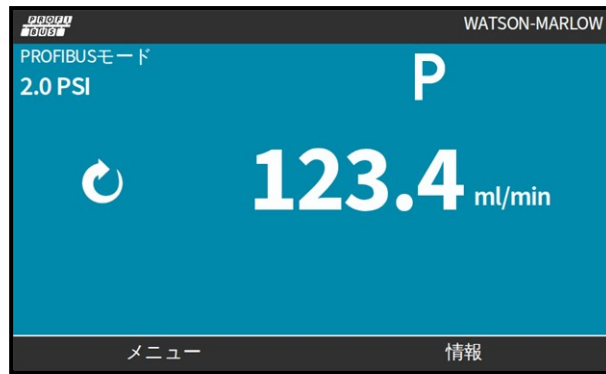 PROFI
BUS
WATSON-MARLOW
PROFIBUSモード
2.0 PSI
P
123.4 ml/min
メニュー
情報